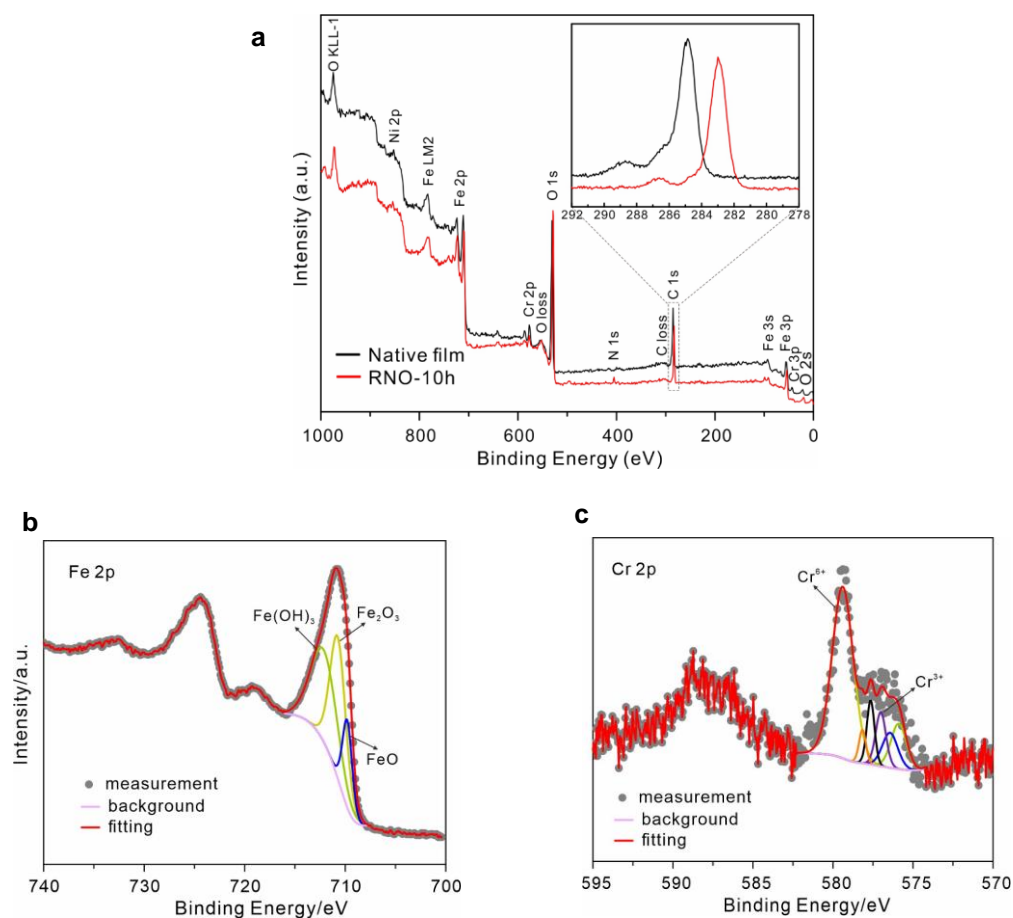 a
Intensity (a.u.)
O KLL-1
Ni 2p
Fe LM2
Fe 2p
Cr 2p
O loss
O 1s
N 1s
C loss
C 1s
Fe 3s
Fe 3p
Cr 3p
O 2s
292 290 288 286 284 282 280 278
Native film
RNO-10h
1000 800 600 400 200 0
Binding Energy (eV)
b
Fe 2p
Intensity/a.u.
Fe(OH)₃
Fe₂O₃
FeO
measurement
background
fitting
740 730 720 710 700
Binding Energy/eV
c
Cr 2p
Intensity/a.u.
Cr⁶⁺
Cr³⁺
measurement
background
fitting
595 590 585 580 575 570
Binding Energy/eV